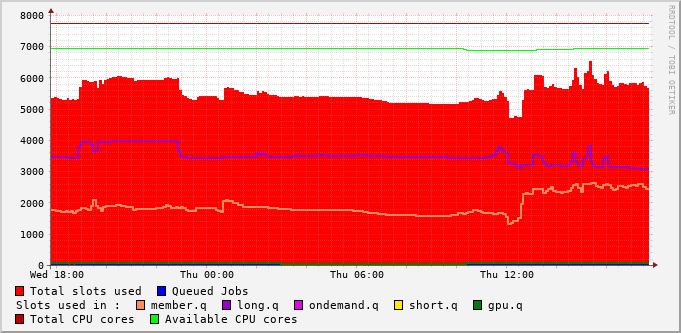 8000
7000
6000
5000
4000
3000
2000
1000
0
Wed 18:00 Thu 00:00 Thu 06:00 Thu 12:00
Total slots used Queued Jobs
Slots used in : member.q long.q ondemand.q short.q gpu.q
Total CPU cores Available CPU cores
RRDTOOL / TOBI OETIKER